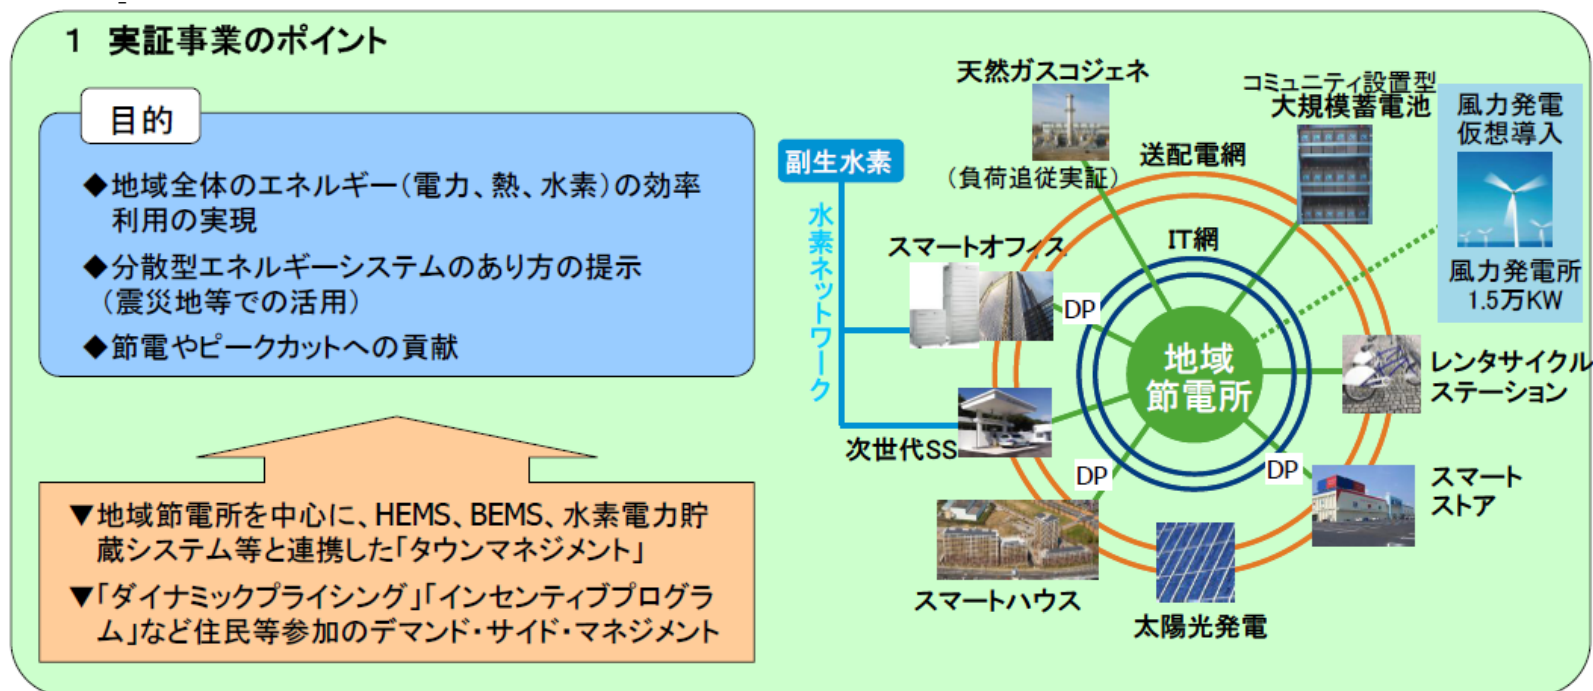 1 実証事業のポイント
目的
◆地域全体のエネルギー(電力、熱、水素)の効率
利用の実現
◆分散型エネルギーシステムのあり方の提示
(震災地等での活用)
◆節電やピークカットへの貢献
▼地域節電所を中心に、HEMS、BEMS、水素電力貯
蔵システム等と連携した「タウンマネジメント」
▼「ダイナミックプライシング」「インセンティブプログラ
ム」など住民等参加のデマンド・サイド・マネジメント
天然ガスコジェネ
(負荷追従実証)
コミュニティ設置型
大規模蓄電池
風力発電
仮想導入
風力発電所
1.5万KW
副生水素
水素ネットワーク
送配電網
IT網
スマートオフィス
DP
地域
節電所
レンタサイクル
ステーション
次世代SS
DP
DP
スマート
ストア
スマートハウス
太陽光発電